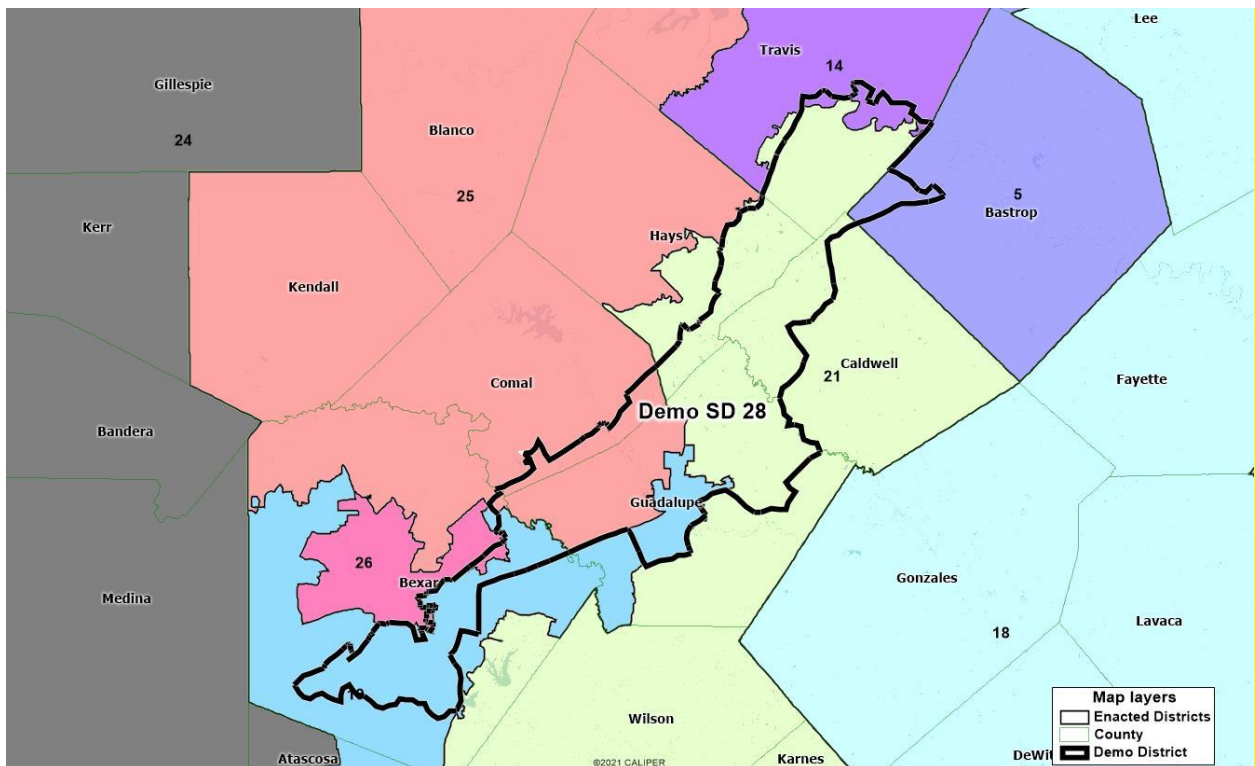 Lee
Travis
14
Gillespie
24
Blanco
25
5
Bastrop
Kerr
Hays
Kendall
Comal
Caldwell
21
Fayette
Demo SD 28
Bandera
Guadalupe
26
Bexar
Gonzales
Medina
18
Lavaca
19
Wilson
Map layers
Enacted Districts
County
Demo District
Atascosa
©2021 CALIPER
Karnes
DeWit